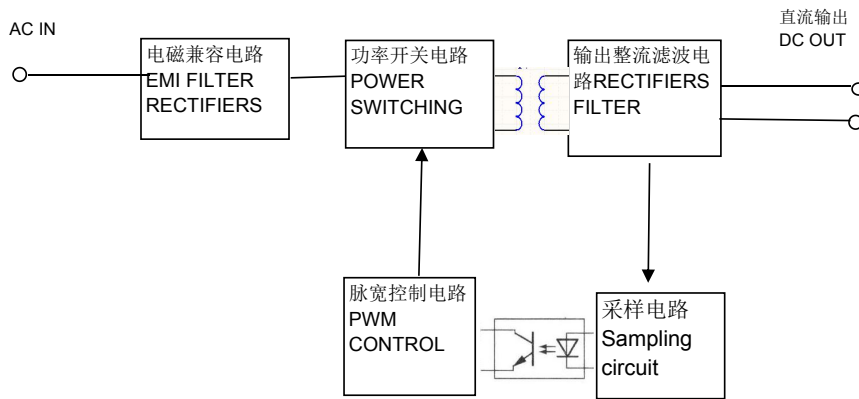 AC IN
电磁兼容电路
EMI FILTER
RECTIFIERS
功率开关电路
POWER
SWITCHING
输出整流滤波电
路RECTIFIERS
FILTER
直流输出
DC OUT
脉宽控制电路
PWM
CONTROL
采样电路
Sampling
circuit